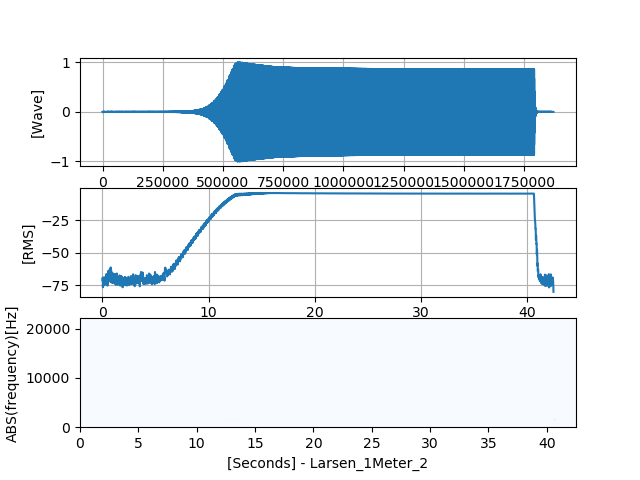 1
0
−1
[Wave]
0 250000 500000 750000 1000000 1250000 1500000 1750000
−25
−50
−75
[RMS]
0 10 20 30 40
20000
10000
0
ABS(frequency)[Hz]
0 5 10 15 20 25 30 35 40
[Seconds] - Larsen_1Meter_2